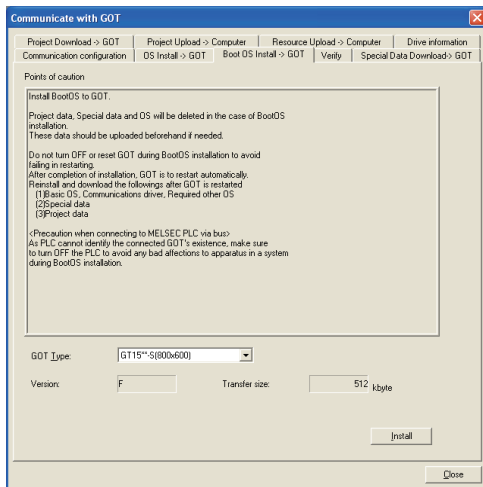 Communicate with GOT
Project Download -> GOT
Project Upload -> Computer
Resource Upload -> Computer
Drive information
Communication configuration
OS Install -> GOT
Boot OS Install -> GOT
Verify
Special Data Download-> GOT
Points of caution
Install BootOS to GOT.
Project data, Special data and OS will be deleted in the case of BootOS
installation.
These data should be uploaded beforehand if needed.
Do not turn OFF or reset GOT during BootOS installation to avoid
failing in restarting.
After completion of installation, GOT is to restart automatically.
Reinstall and download the followings after GOT is restarted
(1)Basic OS, Communications driver, Required other OS
(2)Special data
(3)Project data
<Precaution when connecting to MELSEC PLC via bus>
As PLC cannot identify the connected GOT's existence, make sure
to turn OFF the PLC to avoid any bad affections to apparatus in a system
during BootOS installation.
GOT Type:
GT15**-S(800x600)
Version:
F
Transfer size:
512 kbyte
Install
Close